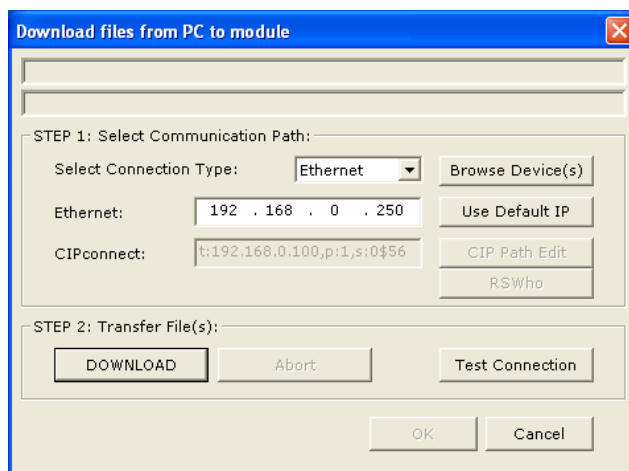 Download files from PC to module
STEP 1: Select Communication Path:
Select Connection Type: Ethernet Browse Device(s)
Ethernet: 192 . 168 . 0 . 250 Use Default IP
CIPconnect: t:192.168.0.100,p:1,s:0$56 CIP Path Edit
RSWho
STEP 2: Transfer File(s):
DOWNLOAD Abort Test Connection
OK Cancel